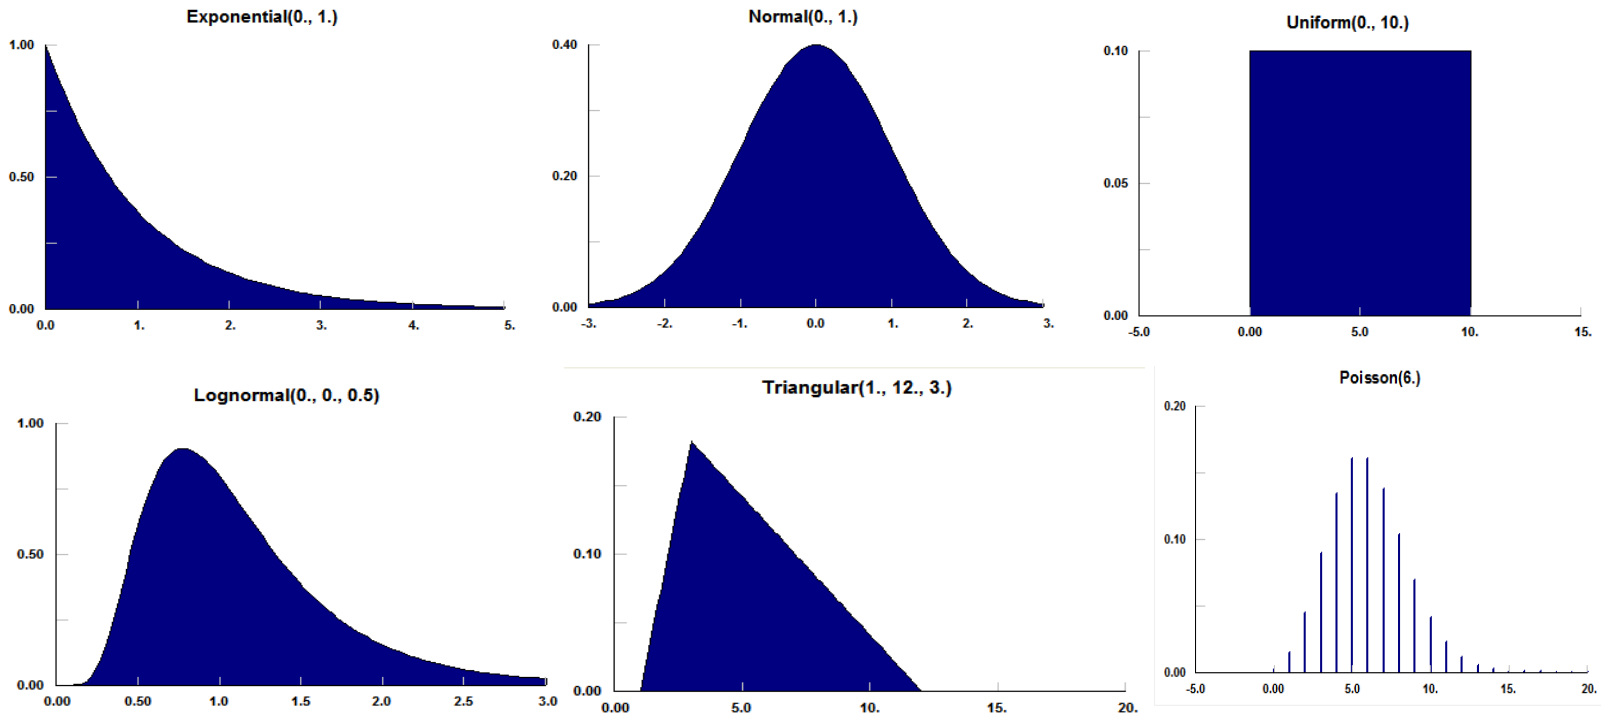 Exponential(0., 1.)
1.00
0.50
0.00
0.0 1. 2. 3. 4. 5.
Normal(0., 1.)
0.40
0.20
0.00
-3. -2. -1. 0.0 1. 2. 3.
Uniform(0., 10.)
0.10
0.05
0.00
-5.0 0.00 5.0 10. 15.
Lognormal(0., 0., 0.5)
1.00
0.50
0.00
0.00 0.50 1.0 1.5 2.0 2.5 3.0
Triangular(1., 12., 3.)
0.20
0.10
0.00
0.00 5.0 10. 15. 20.
Poisson(6.)
0.20
0.10
0.00
-5.0 0.00 5.0 10. 15. 20.